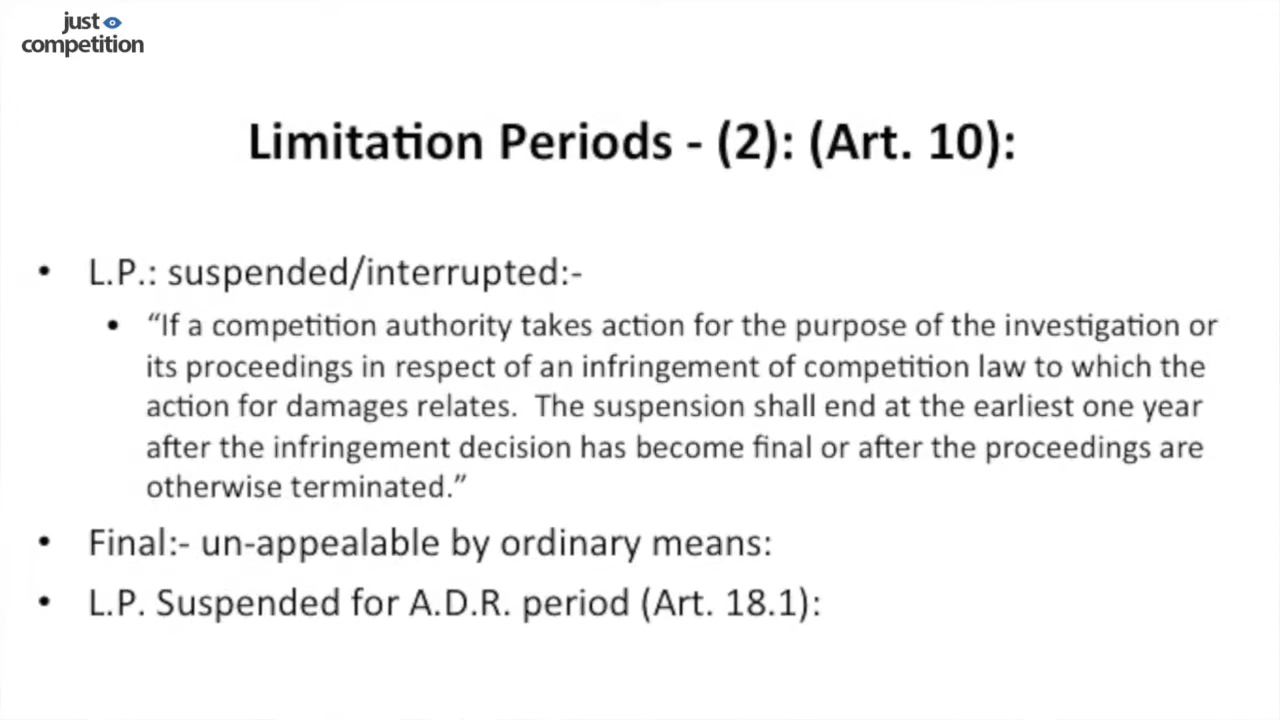 just
competition
Limitation Periods - (2): (Art. 10):
• L.P.: suspended/interrupted:-
• “If a competition authority takes action for the purpose of the investigation or
its proceedings in respect of an infringement of competition law to which the
action for damages relates.  The suspension shall end at the earliest one year
after the infringement decision has become final or after the proceedings are
otherwise terminated.”
• Final:- un-appealable by ordinary means:
• L.P. Suspended for A.D.R. period (Art. 18.1):